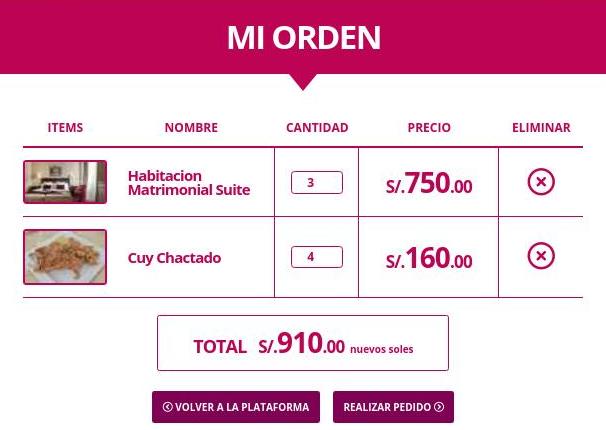 MI ORDEN
ITEMS NOMBRE CANTIDAD PRECIO ELIMINAR
Habitacion
Matrimonial Suite 3 S/.750.00
Cuy Chactado 4 S/.160.00
TOTAL S/.910.00 nuevos soles
VOLVER A LA PLATAFORMA REALIZAR PEDIDO